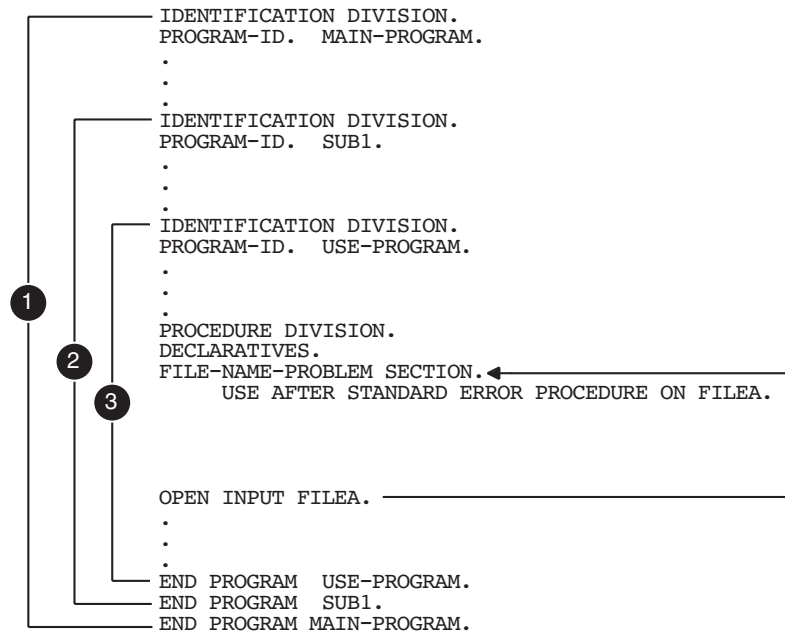 IDENTIFICATION DIVISION.
PROGRAM-ID. MAIN-PROGRAM.
.
.
.
IDENTIFICATION DIVISION.
PROGRAM-ID. SUB1.
.
.
.
IDENTIFICATION DIVISION.
PROGRAM-ID. USE-PROGRAM.
.
.
.
1
PROCEDURE DIVISION.
DECLARATIVES.
2
FILE-NAME-PROBLEM SECTION.
USE AFTER STANDARD ERROR PROCEDURE ON FILEA.
3
OPEN INPUT FILEA.
.
.
.
END PROGRAM USE-PROGRAM.
END PROGRAM SUB1.
END PROGRAM MAIN-PROGRAM.